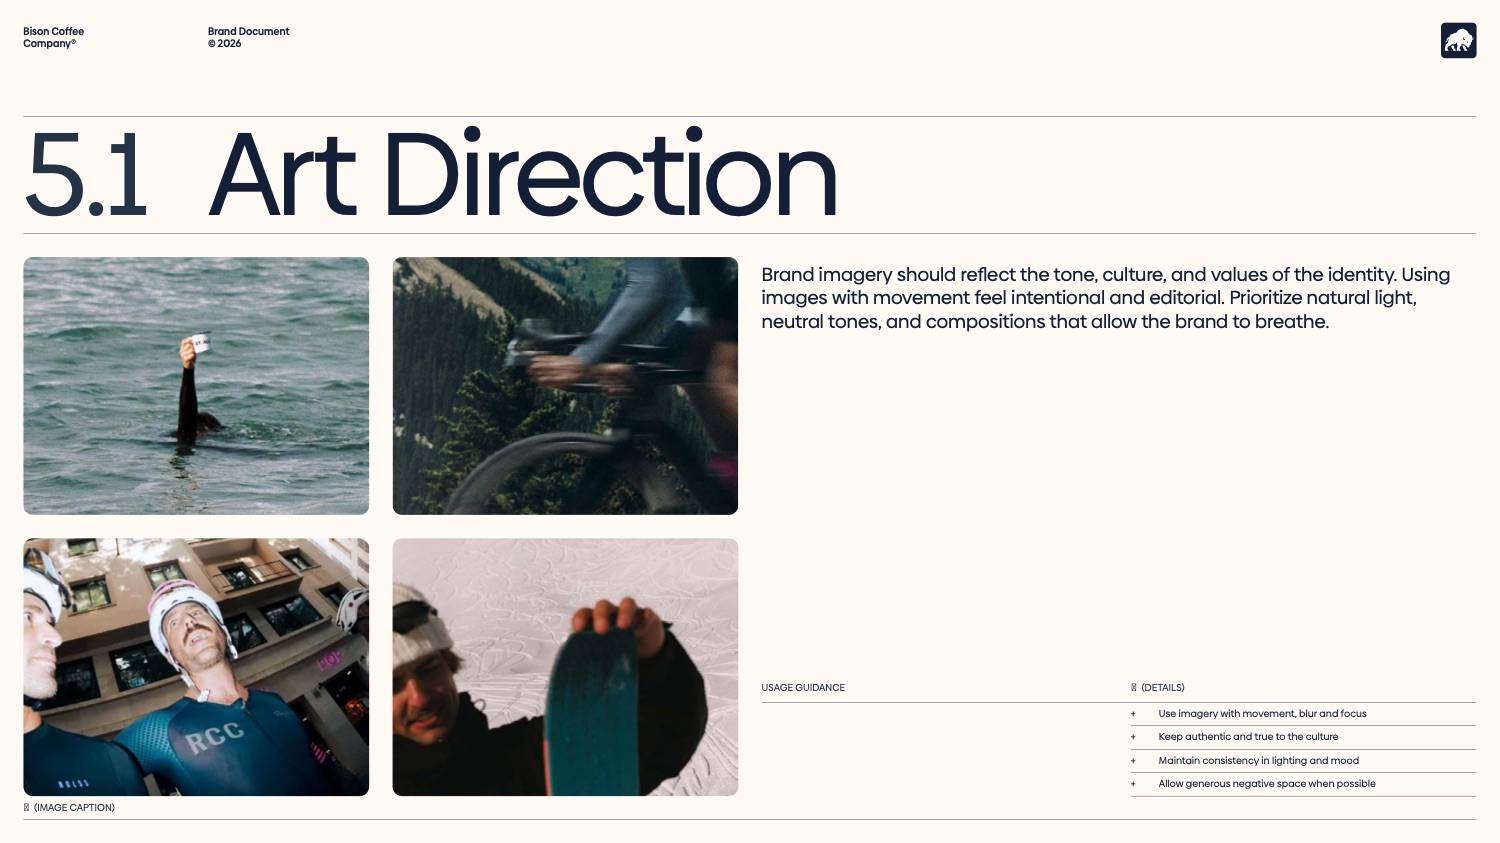 Bison Coffee
Company®
Brand Document
© 2026
5.1 Art Direction
Brand imagery should reflect the tone, culture, and values of the identity. Using
images with movement feel intentional and editorial. Prioritize natural light,
neutral tones, and compositions that allow the brand to breathe.
RCC
USAGE GUIDANCE
(DETAILS)
+ Use imagery with movement, blur and focus
+ Keep authentic and true to the culture
+ Maintain consistency in lighting and mood
+ Allow generous negative space when possible
(IMAGE CAPTION)